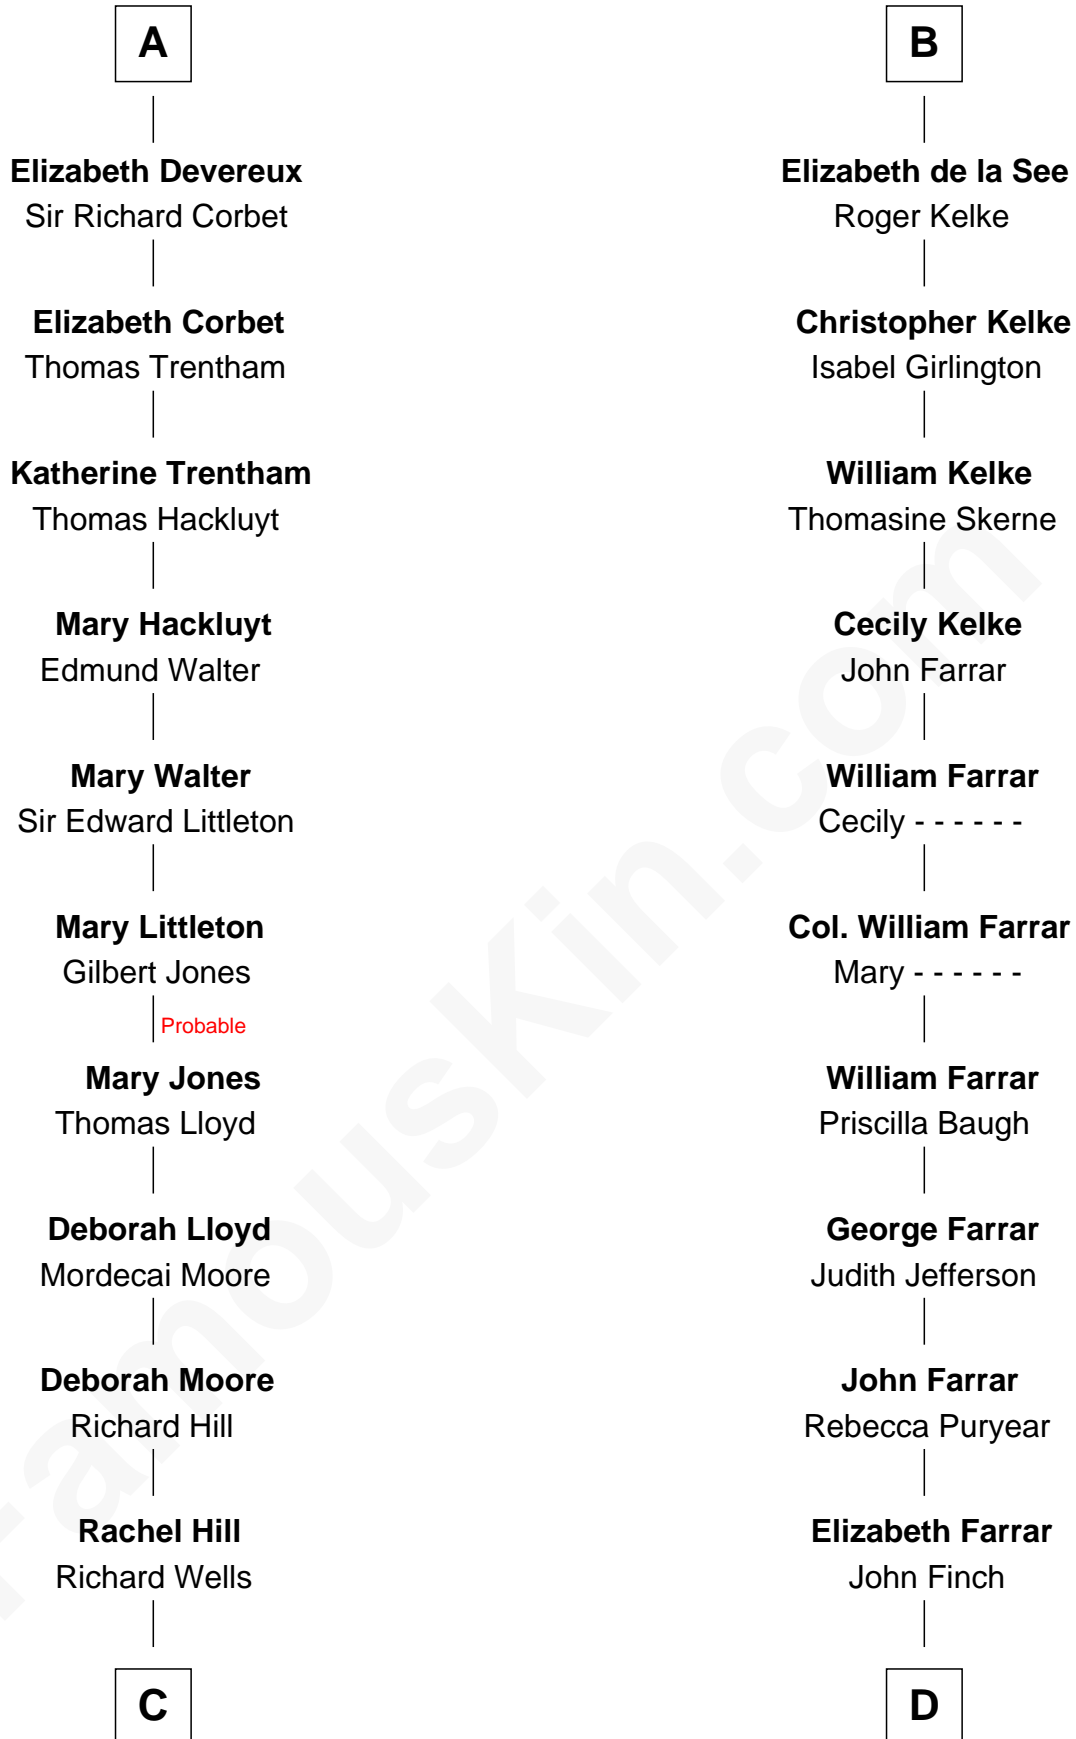 A
Elizabeth Devereux
Sir Richard Corbet
Elizabeth Corbet
Thomas Trentham
Katherine Trentham
Thomas Hackluyt
Mary Hackluyt
Edmund Walter
Mary Walter
Sir Edward Littleton
Mary Littleton
Gilbert Jones
Probable
Mary Jones
Thomas Lloyd
Deborah Lloyd
Mordecai Moore
Deborah Moore
Richard Hill
Rachel Hill
Richard Wells
C
B
Elizabeth de la See
Roger Kelke
Christopher Kelke
Isabel Girlington
William Kelke
Thomasine Skerne
Cecily Kelke
John Farrar
William Farrar
Cecily - - - - - -
Col. William Farrar
Mary - - - - - -
William Farrar
Priscilla Baugh
George Farrar
Judith Jefferson
John Farrar
Rebecca Puryear
Elizabeth Farrar
John Finch
D
FamousKin.com